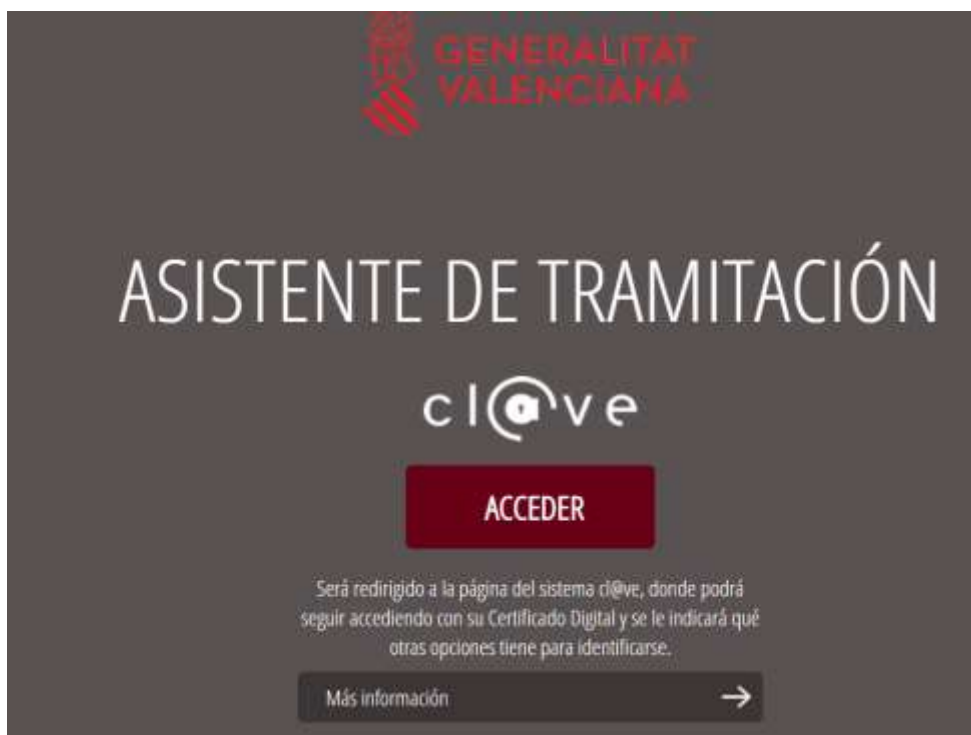 GENERALITAT
VALENCIANA
ASISTENTE DE TRAMITACIÓN
cl@ve
ACCEDER
Será redirigido a la página del sistema cl@ve, donde podrá
seguir accediendo con su Certificado Digital y se le indicará qué
otras opciones tiene para identificarse.
Más información